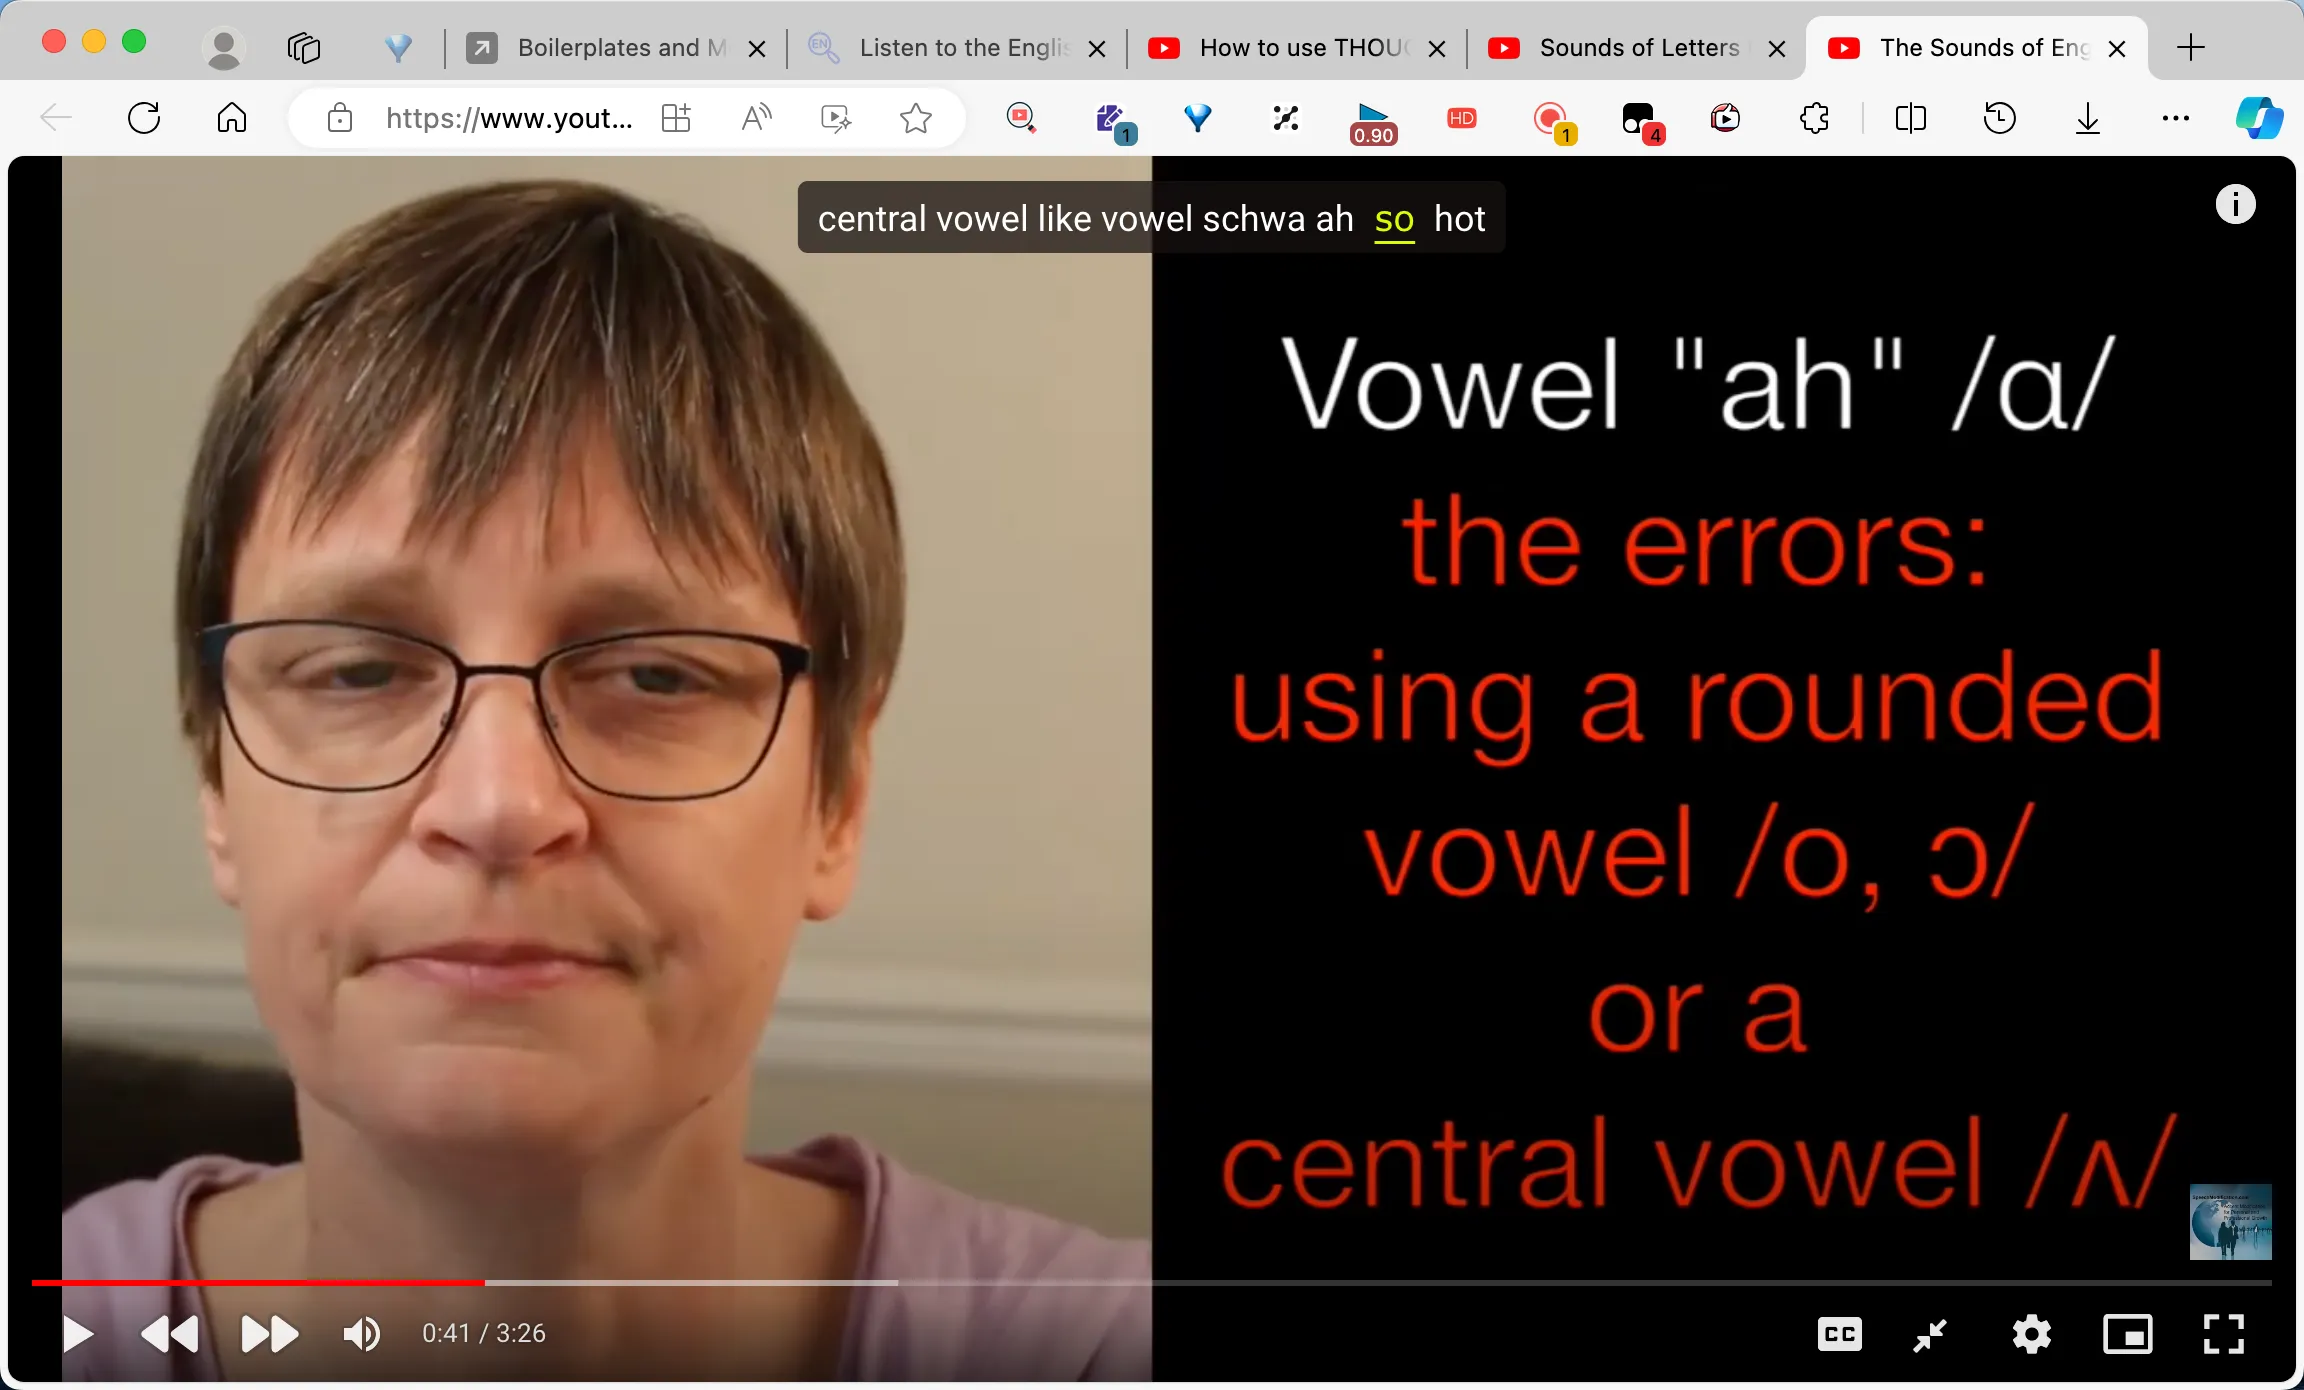 Boilerplates and M
Listen to the Englis
How to use THOUG
Sounds of Letters
The Sounds of Eng
https://www.yout...
1
0.90
HD
1
4
central vowel like vowel schwa ah so hot
Vowel "ah" /ɑ/
the errors:
using a rounded
vowel /o, ɔ/
or a
central vowel /ʌ/
0:41 / 3:26
CC